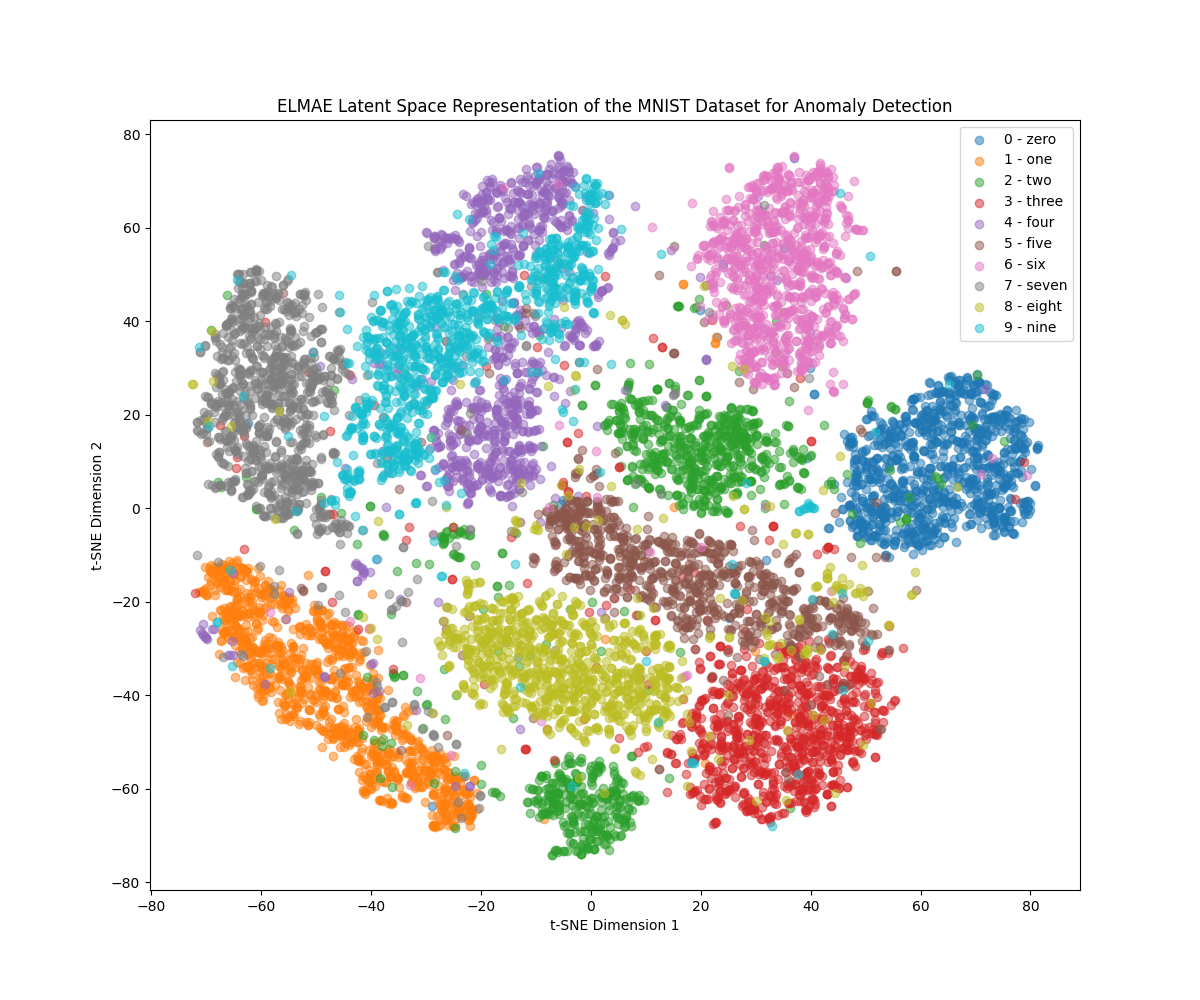 ELMAE Latent Space Representation of the MNIST Dataset for Anomaly Detection
0 - zero
1 - one
2 - two
3 - three
4 - four
5 - five
6 - six
7 - seven
8 - eight
9 - nine
80
60
40
20
0
−20
−40
−60
−80
t-SNE Dimension 2
−80 −60 −40 −20 0 20 40 60 80
t-SNE Dimension 1